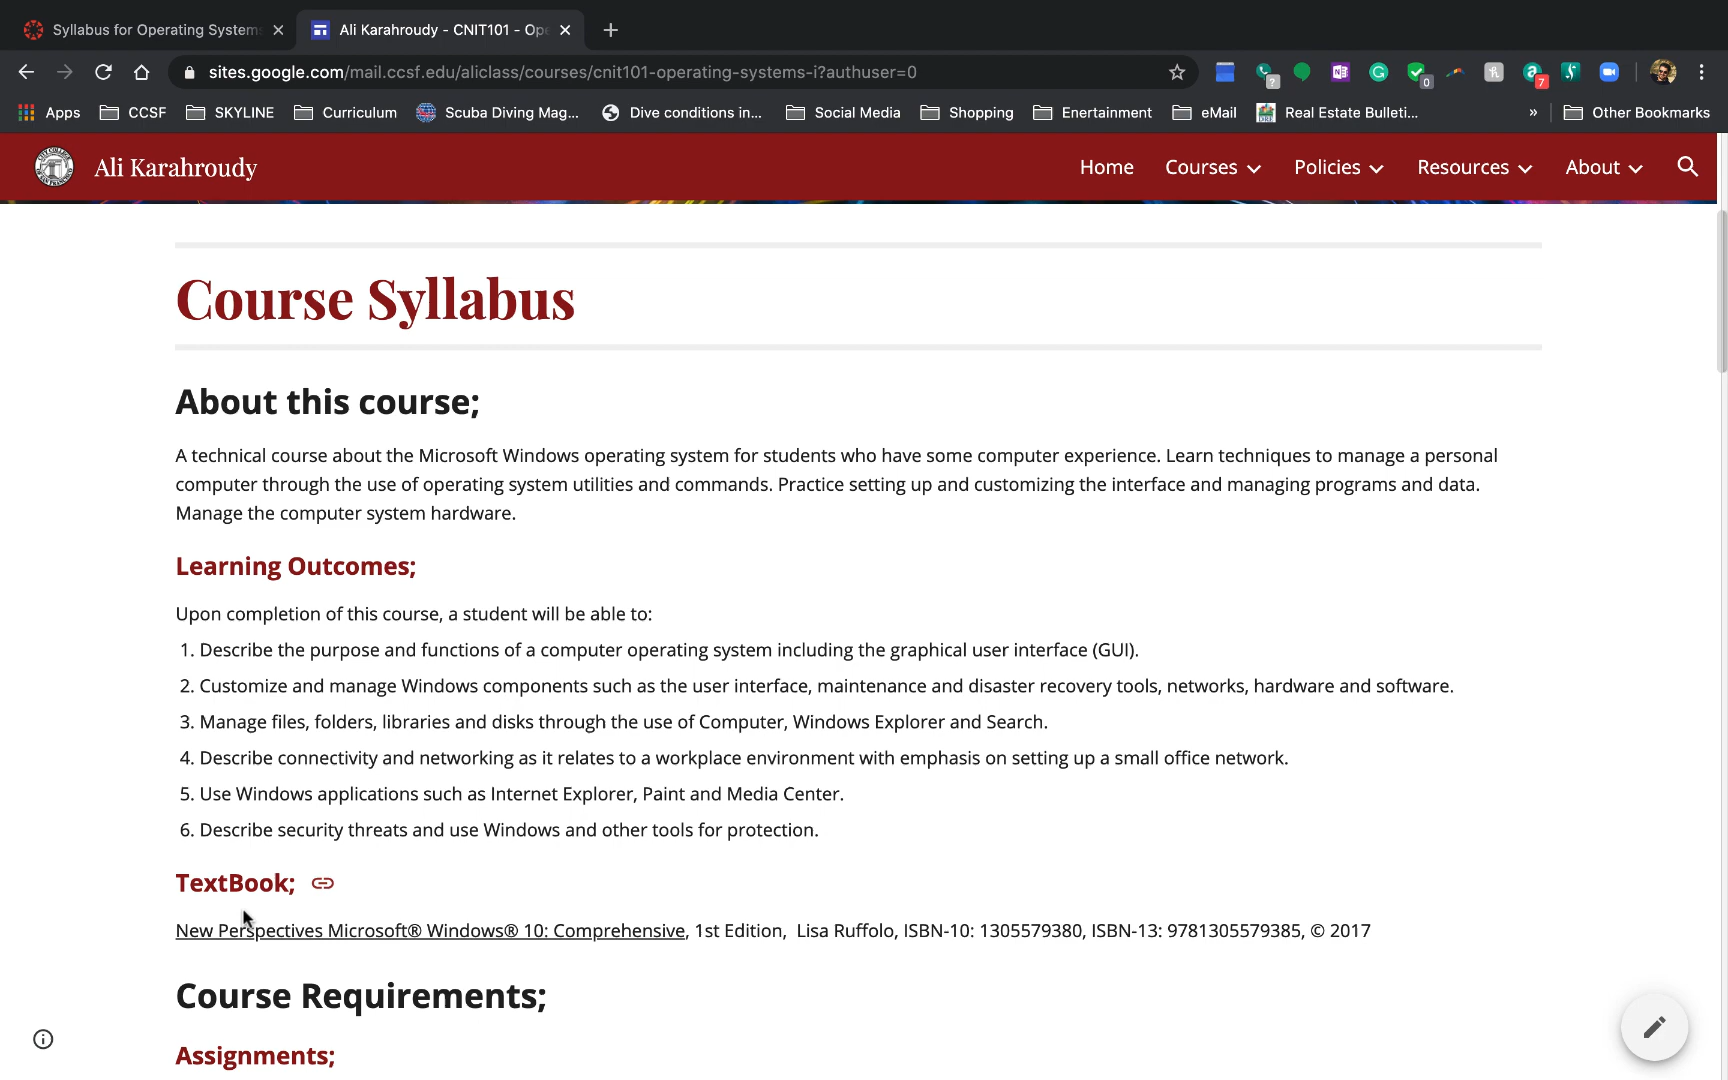 Syllabus for Operating System
Ali Karahroudy - CNIT101 - Ope
sites.google.com/mail.ccsf.edu/aliclass/courses/cnit101-operating-systems-i?authuser=0
? 0 7
Apps CCSF SKYLINE Curriculum Scuba Diving Mag... Dive conditions in... Social Media Shopping Enertainment eMail Real Estate Bulleti... » Other Bookmarks
Ali Karahroudy Home Courses Policies Resources About
Course Syllabus
About this course;
A technical course about the Microsoft Windows operating system for students who have some computer experience. Learn techniques to manage a personal
computer through the use of operating system utilities and commands. Practice setting up and customizing the interface and managing programs and data.
Manage the computer system hardware.
Learning Outcomes;
Upon completion of this course, a student will be able to:
1. Describe the purpose and functions of a computer operating system including the graphical user interface (GUI).
2. Customize and manage Windows components such as the user interface, maintenance and disaster recovery tools, networks, hardware and software.
3. Manage files, folders, libraries and disks through the use of Computer, Windows Explorer and Search.
4. Describe connectivity and networking as it relates to a workplace environment with emphasis on setting up a small office network.
5. Use Windows applications such as Internet Explorer, Paint and Media Center.
6. Describe security threats and use Windows and other tools for protection.
TextBook;
New Perspectives Microsoft® Windows® 10: Comprehensive, 1st Edition, Lisa Ruffolo, ISBN-10: 1305579380, ISBN-13: 9781305579385, © 2017
Course Requirements;
Assignments;